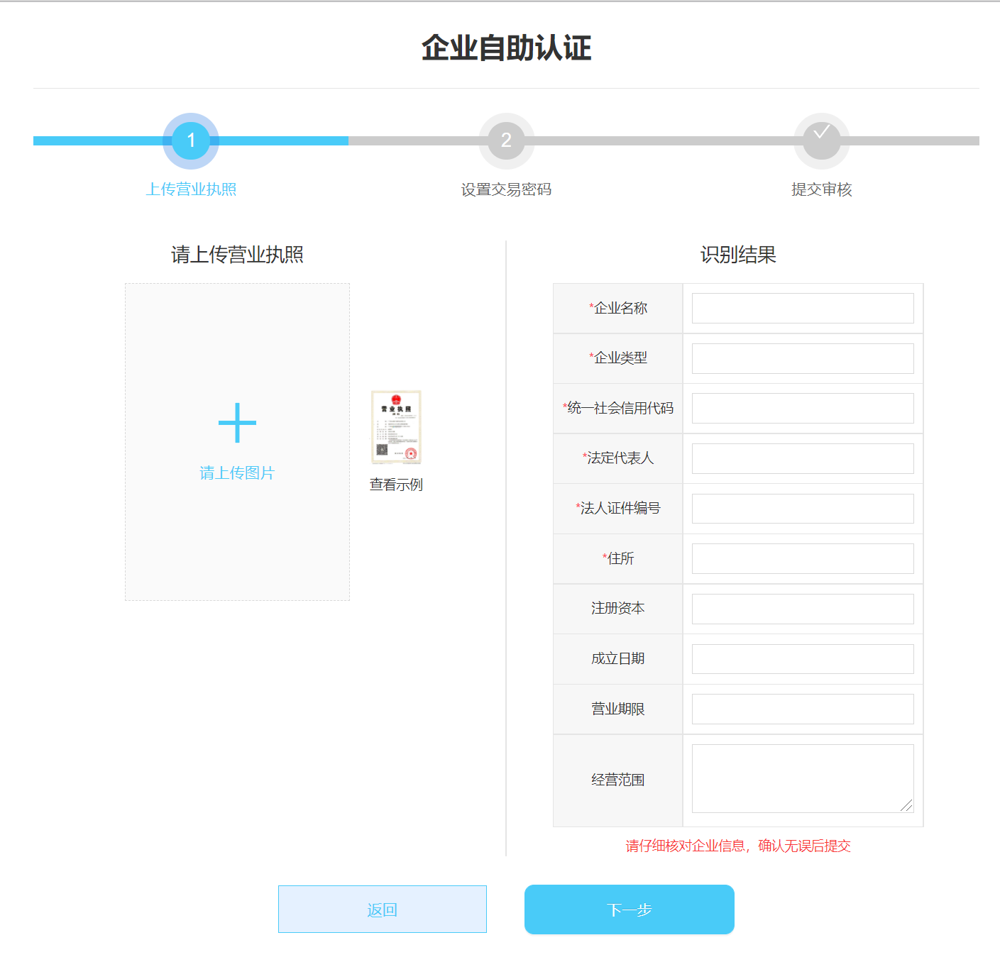 企业自助认证
1
2
上传营业执照
设置交易密码
提交审核
请上传营业执照
请上传图片
营业执照
查看示例
识别结果
*企业名称
*企业类型
*统一社会信用代码
*法定代表人
*法人证件编号
*住所
注册资本
成立日期
营业期限
经营范围
请仔细核对企业信息，确认无误后提交
返回
下一步